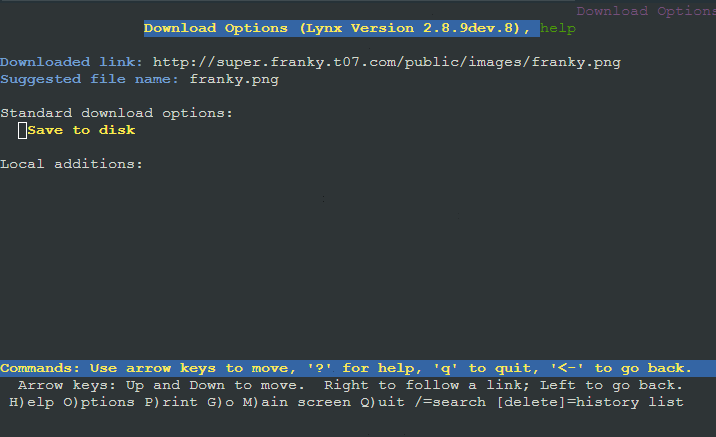 Download Options
Download Options (Lynx Version 2.8.9dev.8), help
Downloaded link: http://super.franky.t07.com/public/images/franky.png
Suggested file name: franky.png
Standard download options:
Save to disk
Local additions:
Commands: Use arrow keys to move, '?' for help, 'q' to quit, '<-' to go back.
Arrow keys: Up and Down to move.  Right to follow a link; Left to go back.
H)elp O)ptions P)rint G)o M)ain screen Q)uit /=search [delete]=history list